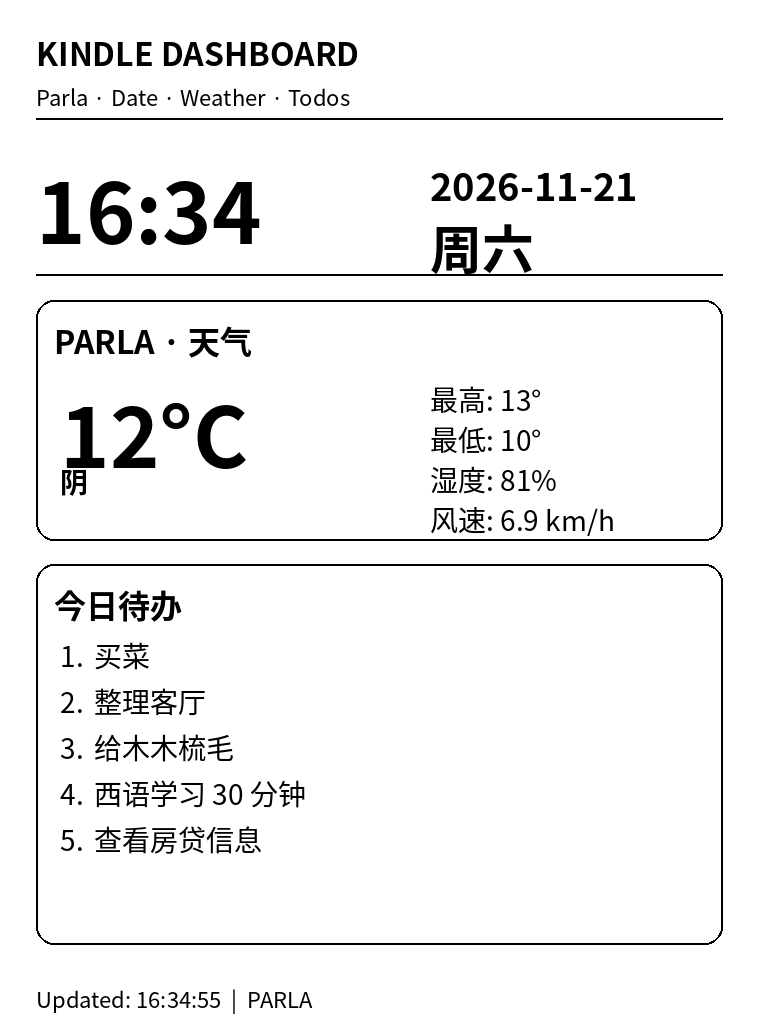 KINDLE DASHBOARD
Parla · Date · Weather · Todos
16:34
2026-11-21
周六
PARLA · 天气
12°C
阴
最高: 13°
最低: 10°
湿度: 81%
风速: 6.9 km/h
今日待办
1. 买菜
2. 整理客厅
3. 给木木梳毛
4. 西语学习 30 分钟
5. 查看房贷信息
Updated: 16:34:55 | PARLA